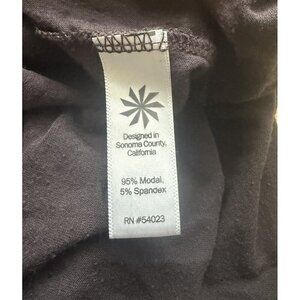 Designed in
Sonoma County,
California
95% Modal,
5% Spandex
RN#54023